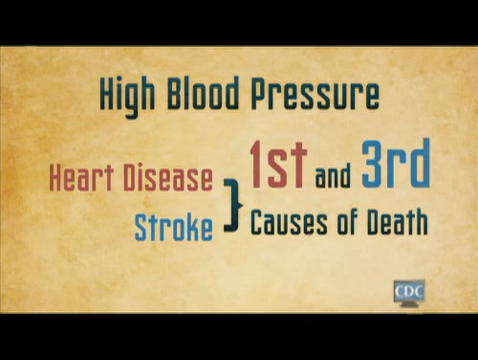 High Blood Pressure
Heart Disease
Stroke
1st and 3rd
Causes of Death
CDC